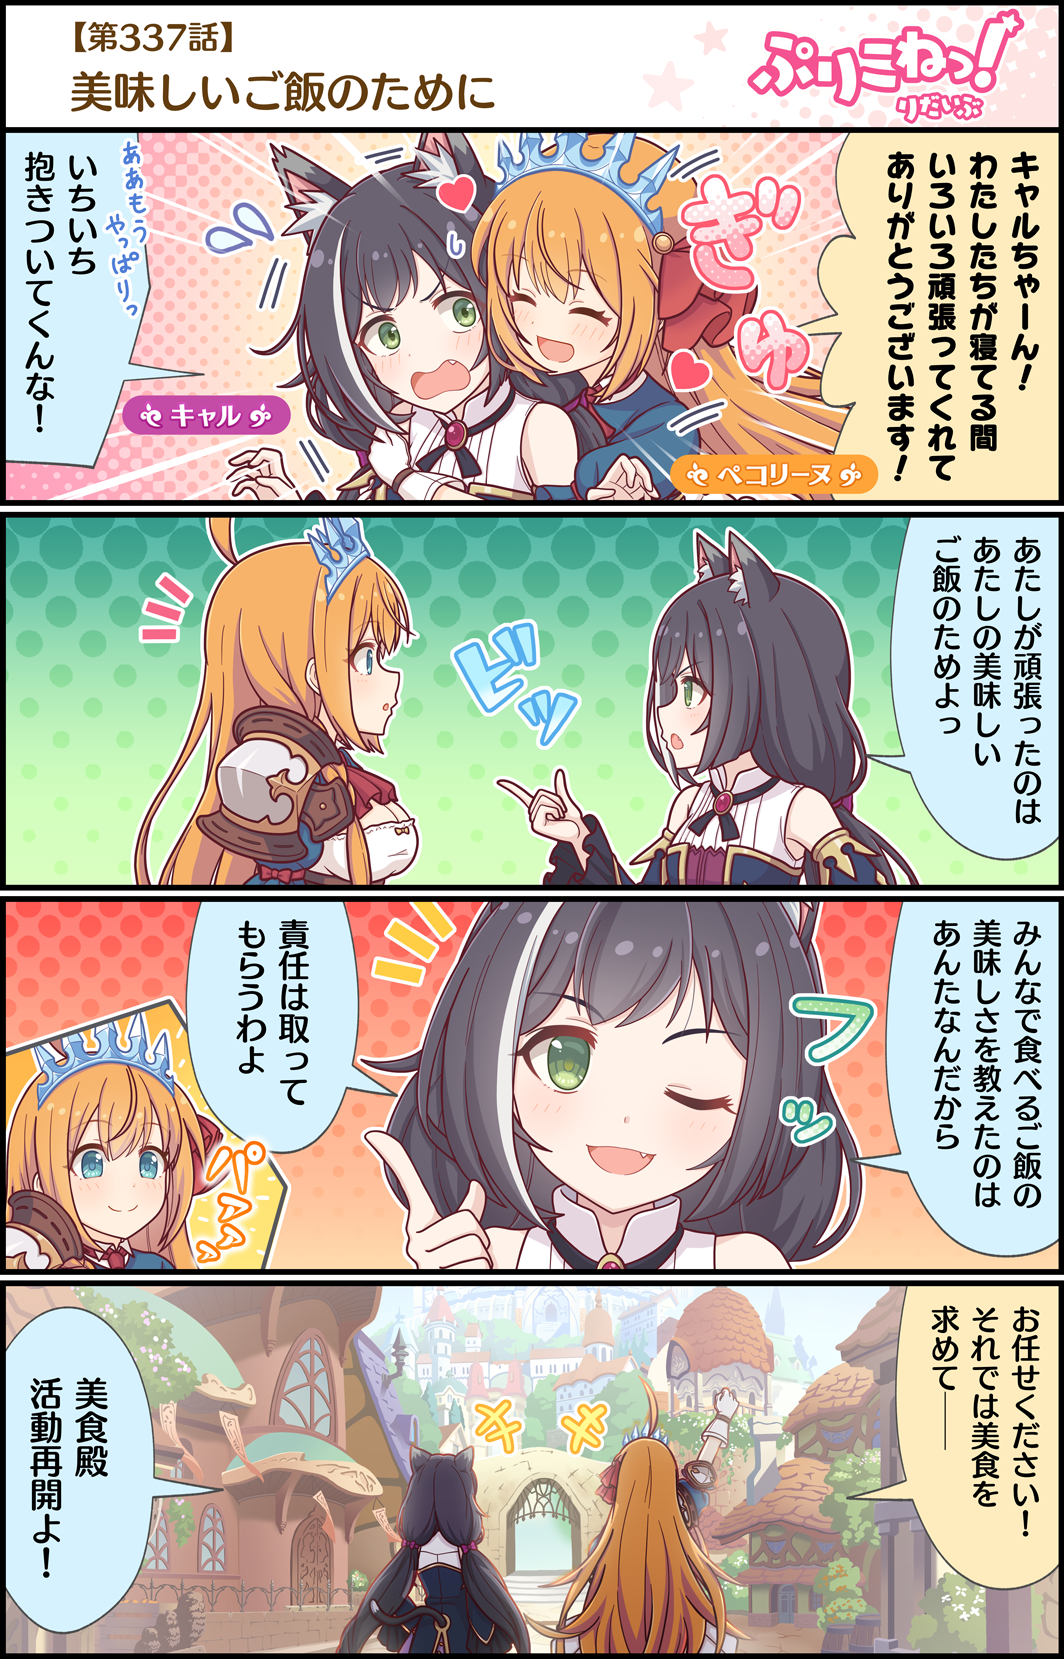 【第337話】
美味しいご飯のために
ぷりこねっ!
りだいぶ
キャルちゃーん!
わたしたちが寝てる間
いろいろ頑張ってくれて
ありがとうございます!
ぎゅ
ペコリーヌ
ああもう
やっぱりっ
いちいち
抱きついてくんな!
キャル
あたしが頑張ったのは
あたしの美味しい
ご飯のためよっ
ビッ
みんなで食べるご飯の
美味しさを教えたのは
あんたなんだから
フッ
責任は取って
もらうわよ
パアァァ
お任せください!
それでは美食を
求めて――
美食殿
活動再開よ!